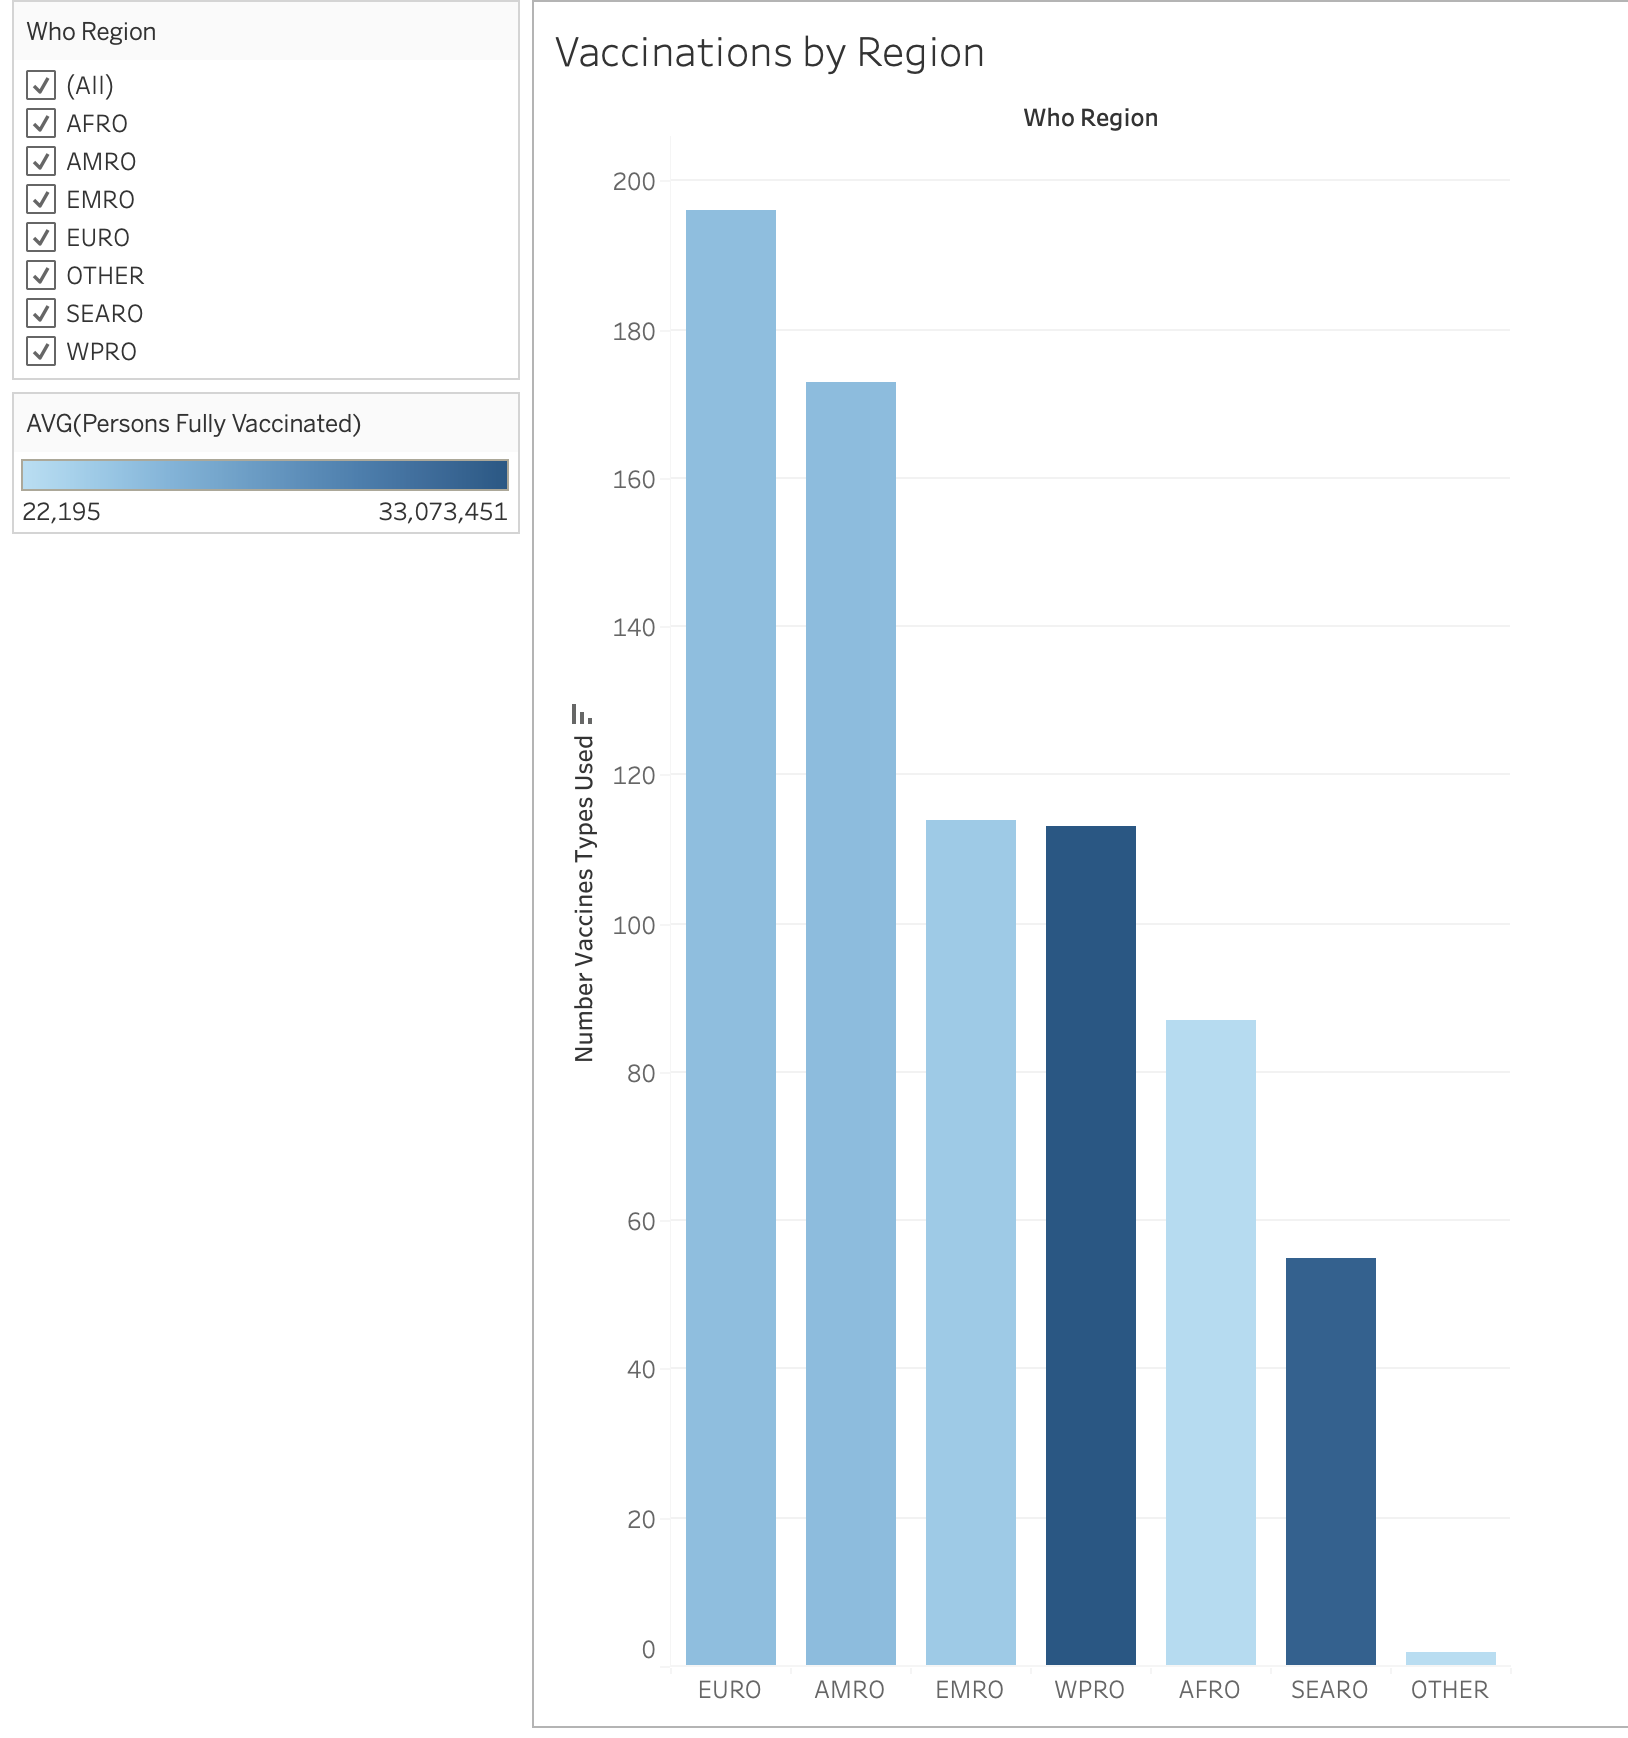 Who Region
(All)
AFRO
AMRO
EMRO
EURO
OTHER
SEARO
WPRO
AVG(Persons Fully Vaccinated)
22,195 33,073,451
Vaccinations by Region
Who Region
Number Vaccines Types Used
200
180
160
140
120
100
80
60
40
20
0
EURO AMRO EMRO WPRO AFRO SEARO OTHER